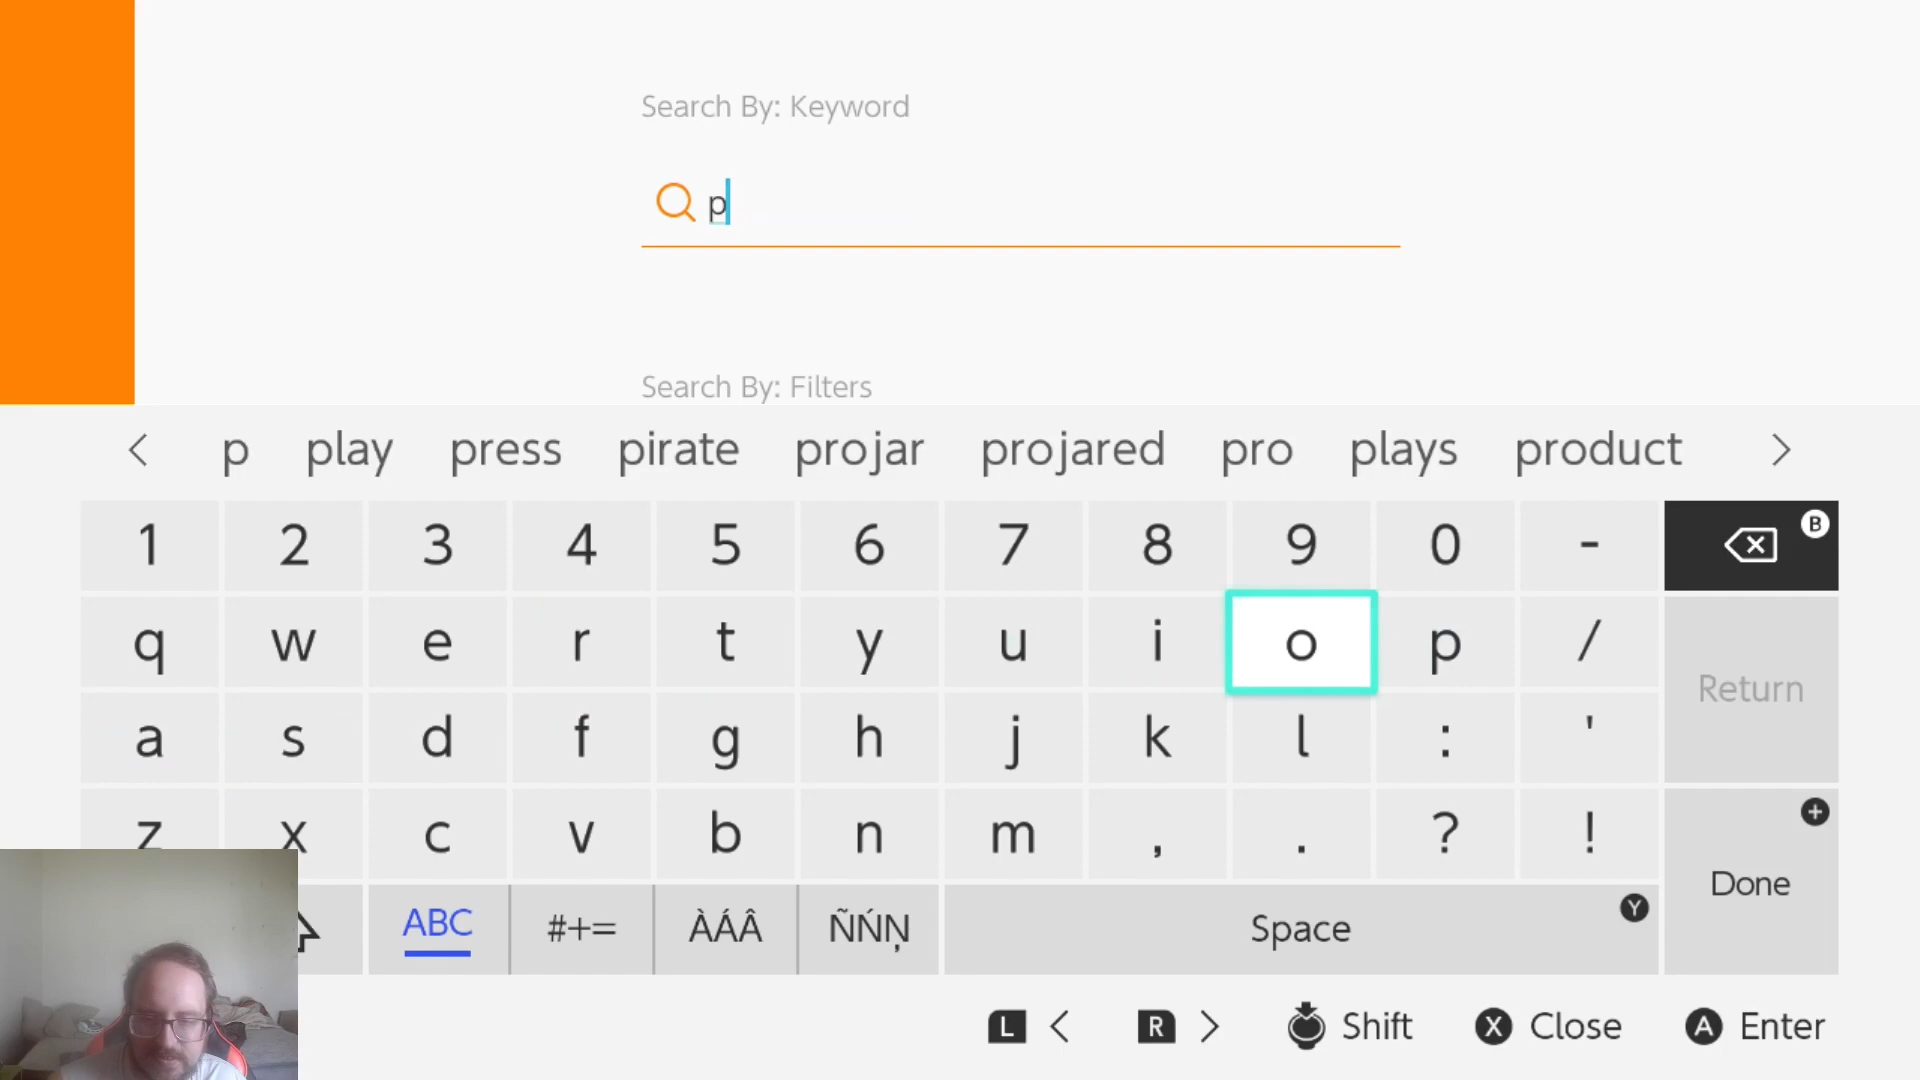 Search By: Keyword
p
Search By: Filters
< p play press pirate projar projared pro plays product >
1 2 3 4 5 6 7 8 9 0 - B
q w e r t y u i o p /
Return
a s d f g h j k l : '
z x c v b n m , . ? ! +
Done
ABC #+= ÀÁÂ ÑŃŅ Space Y
L < R > Shift X Close A Enter